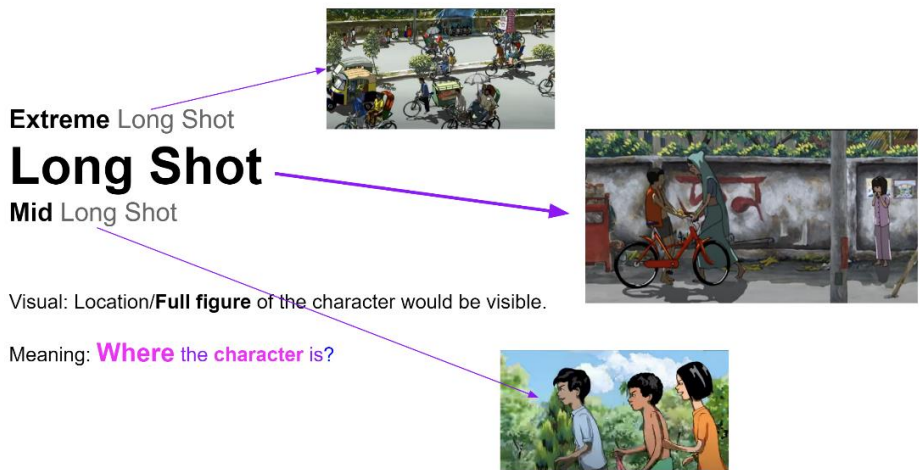 Extreme Long Shot
Long Shot
Mid Long Shot
Visual: Location/Full figure of the character would be visible.
Meaning: Where the character is?